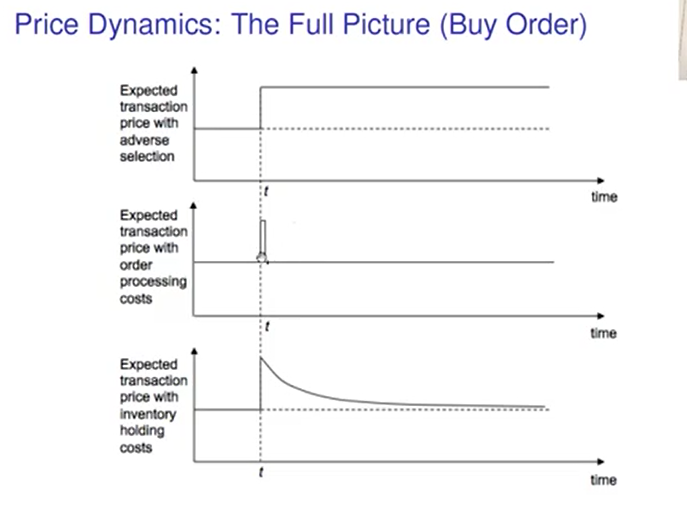 Price Dynamics: The Full Picture (Buy Order)
Expected
transaction
price with
adverse
selection
t
time
Expected
transaction
price with
order
processing
costs
t
time
Expected
transaction
price with
inventory
holding
costs
t
time